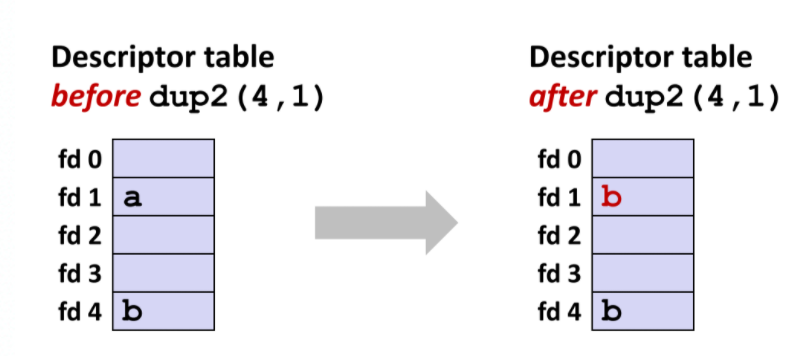 Descriptor table
before dup2(4,1)
fd 0
fd 1 a
fd 2
fd 3
fd 4 b
Descriptor table
after dup2(4,1)
fd 0
fd 1 b
fd 2
fd 3
fd 4 b